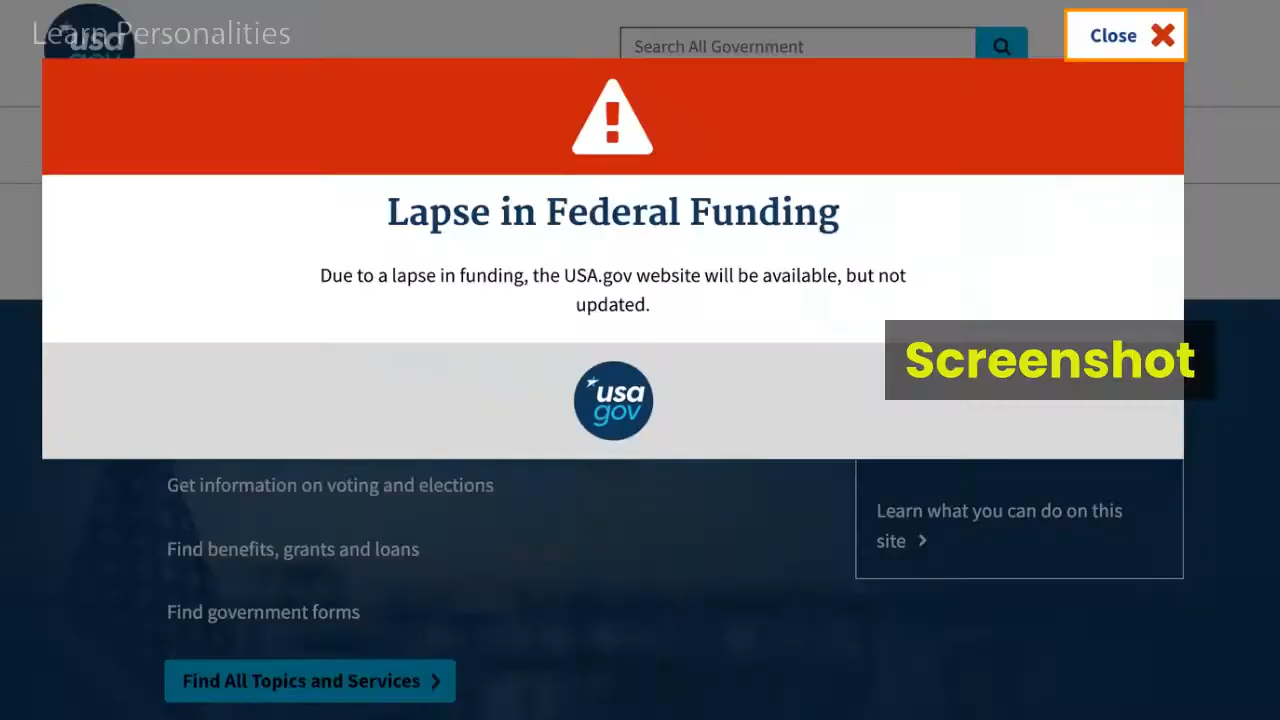 Learn Personalities
usa
gov
Search All Government
Close
Lapse in Federal Funding
Due to a lapse in funding, the USA.gov website will be available, but not
updated.
Screenshot
usa
gov
Get information on voting and elections
Learn what you can do on this
site
Find benefits, grants and loans
Find government forms
Find All Topics and Services